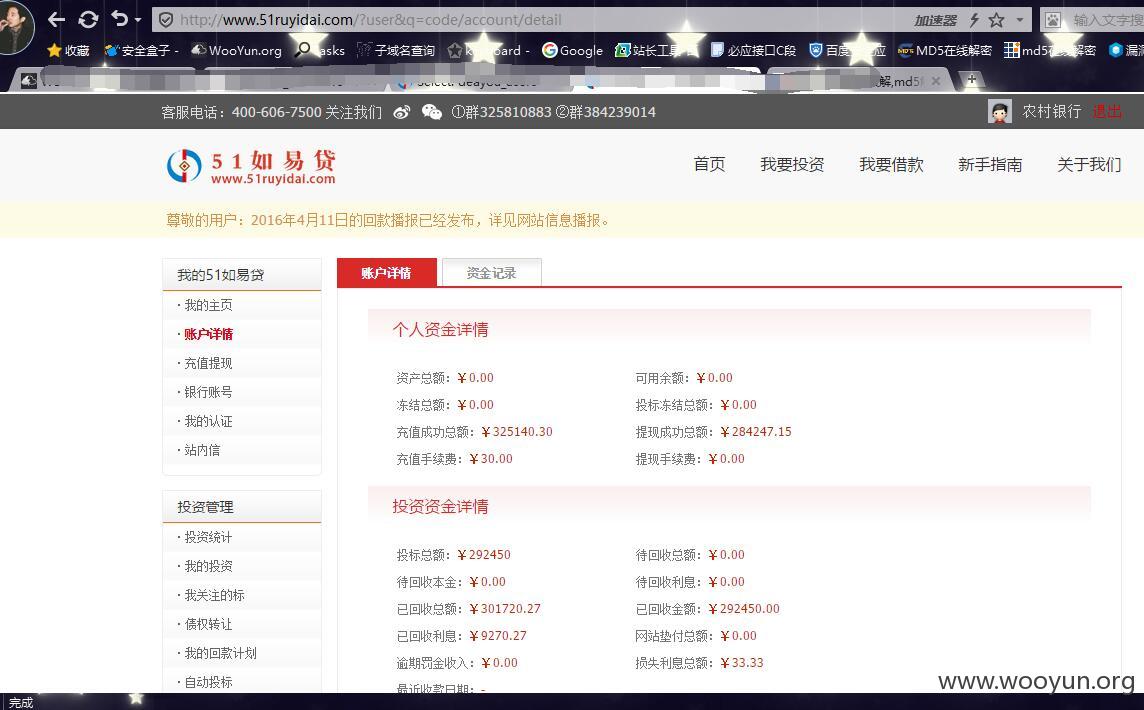 http://www.51ruyidai.com/?user&q=code/account/detail 加速器 输入文字搜
收藏 安全盒子 - WooYun.org 子域名查询 Google 站长工 必应接口C段 MD5在线解密
客服电话：400-606-7500 关注我们 ①群325810883 ②群384239014 农村银行 退出
51如易贷
www.51ruyidai.com
首页 我要投资 我要借款 新手指南 关于我们
尊敬的用户：2016年4月11日的回款播报已经发布，详见网站信息播报。
我的51如易贷
· 我的主页
· 账户详情
· 充值提现
· 银行账号
· 我的认证
· 站内信
投资管理
· 投资统计
· 我的投资
· 我关注的标
· 债权转让
· 我的回款计划
· 自动投标
账户详情 资金记录
个人资金详情
资产总额：￥0.00 可用余额：￥0.00
冻结总额：￥0.00 投标冻结总额：￥0.00
充值成功总额：￥325140.30 提现成功总额：￥284247.15
充值手续费：￥30.00 提现手续费：￥0.00
投资资金详情
投标总额：￥292450 待回收总额：￥0.00
待回收本金：￥0.00 待回收利息：￥0.00
已回收总额：￥301720.27 已回收金额：￥292450.00
已回收利息：￥9270.27 网站垫付总额：￥0.00
逾期罚金收入：￥0.00 损失利息总额：￥33.33
最近收款日期：-
www.wooyun.org
完成